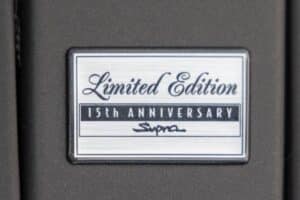 Limited Edition
15th ANNIVERSARY
Supra